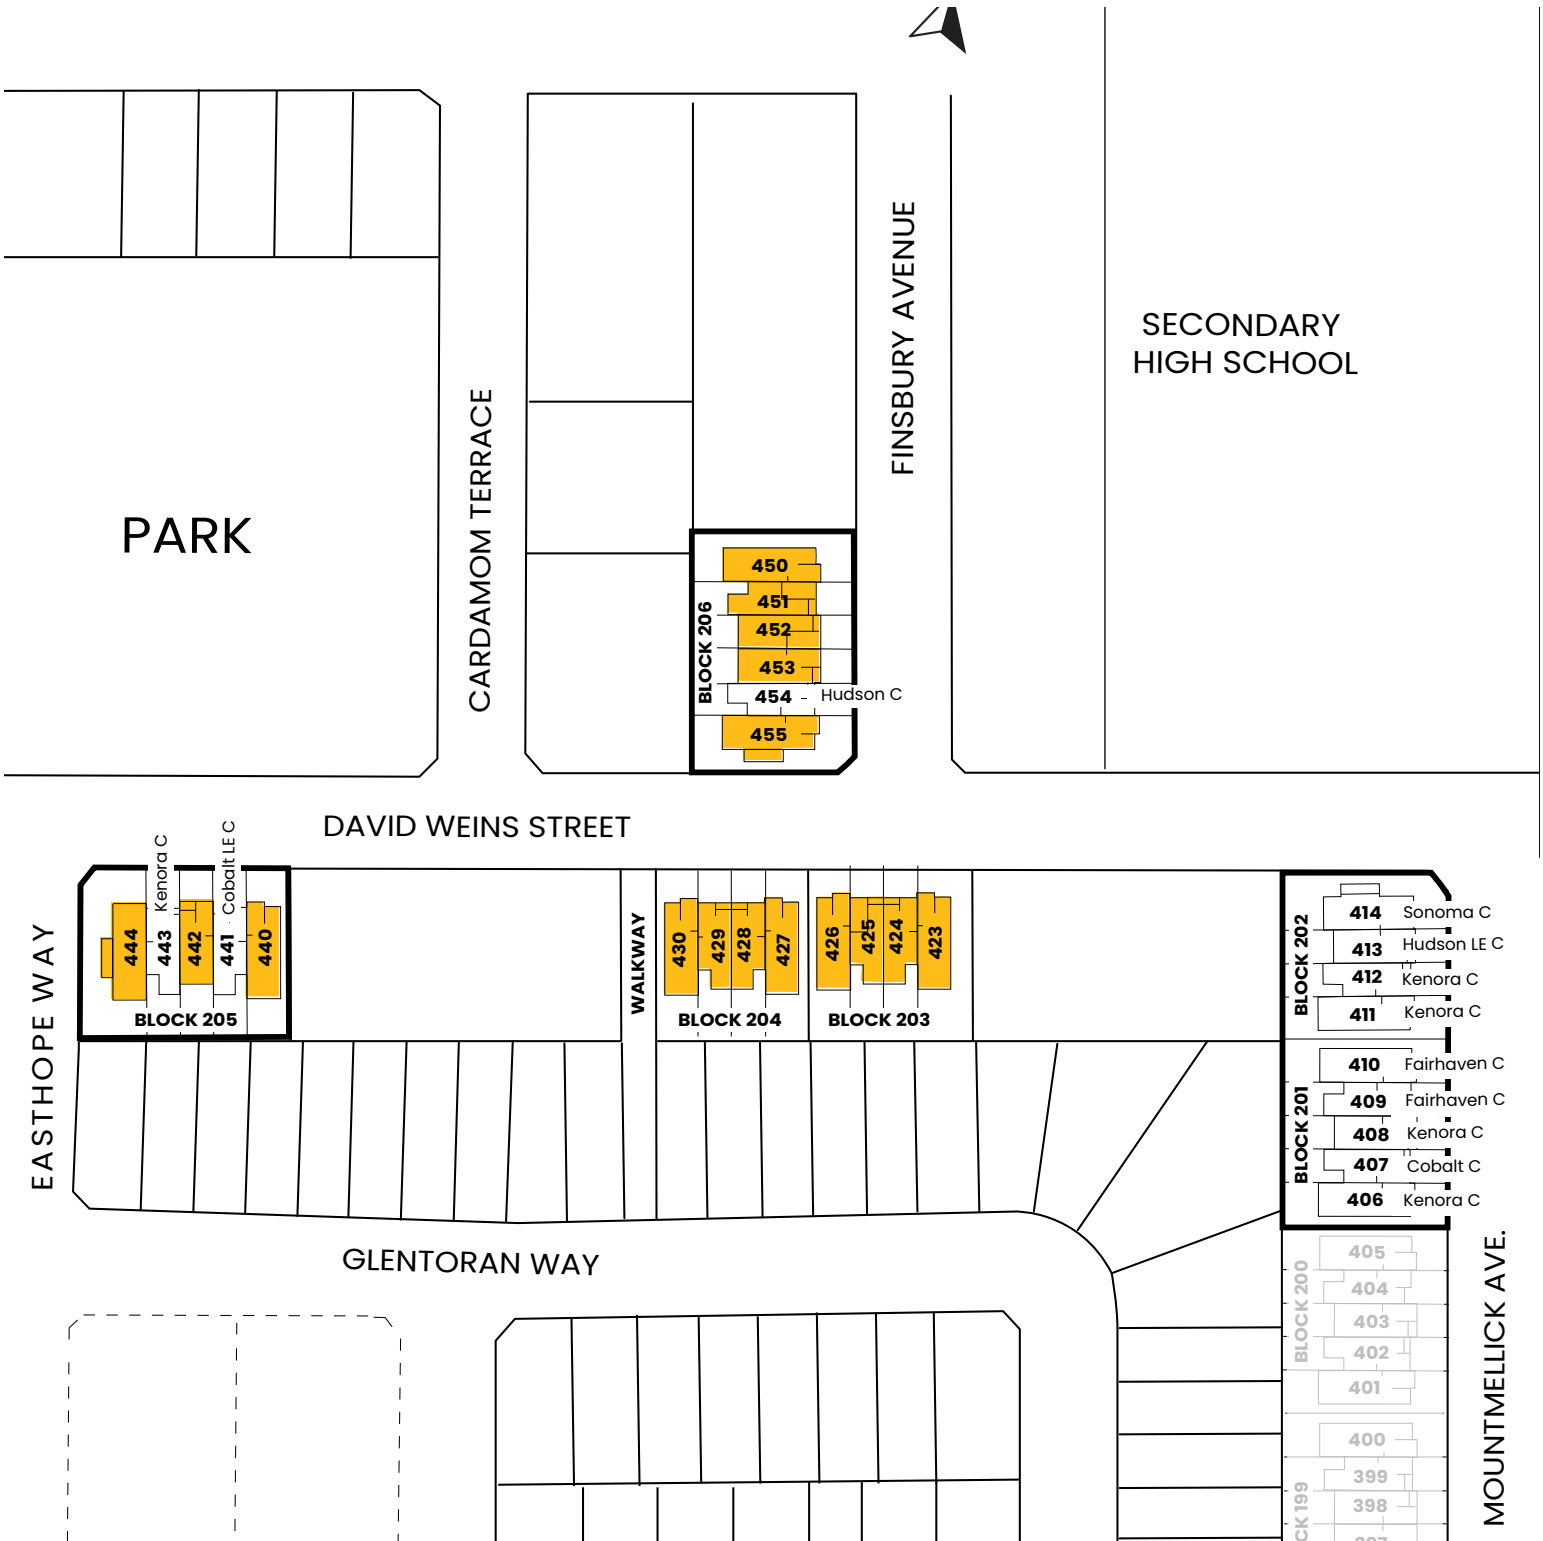 SECONDARY
HIGH SCHOOL
FINSBURY AVENUE
CARDAMOM TERRACE
PARK
450
451
452
453
454 Hudson C
455
BLOCK 206
DAVID WEINS STREET
Kenora C
Cobalt LE C
444
443
442
441
440
BLOCK 205
EASTHOPE WAY
WALKWAY
430
429
428
427
BLOCK 204
426
425
424
423
BLOCK 203
BLOCK 202
414 Sonoma C
413 Hudson LE C
412 Kenora C
411 Kenora C
BLOCK 201
410 Fairhaven C
409 Fairhaven C
408 Kenora C
407 Cobalt C
406 Kenora C
GLENTORAN WAY
BLOCK 200
405
404
403
402
401
MOUNTMELLICK AVE.
400
399
398
CK 199